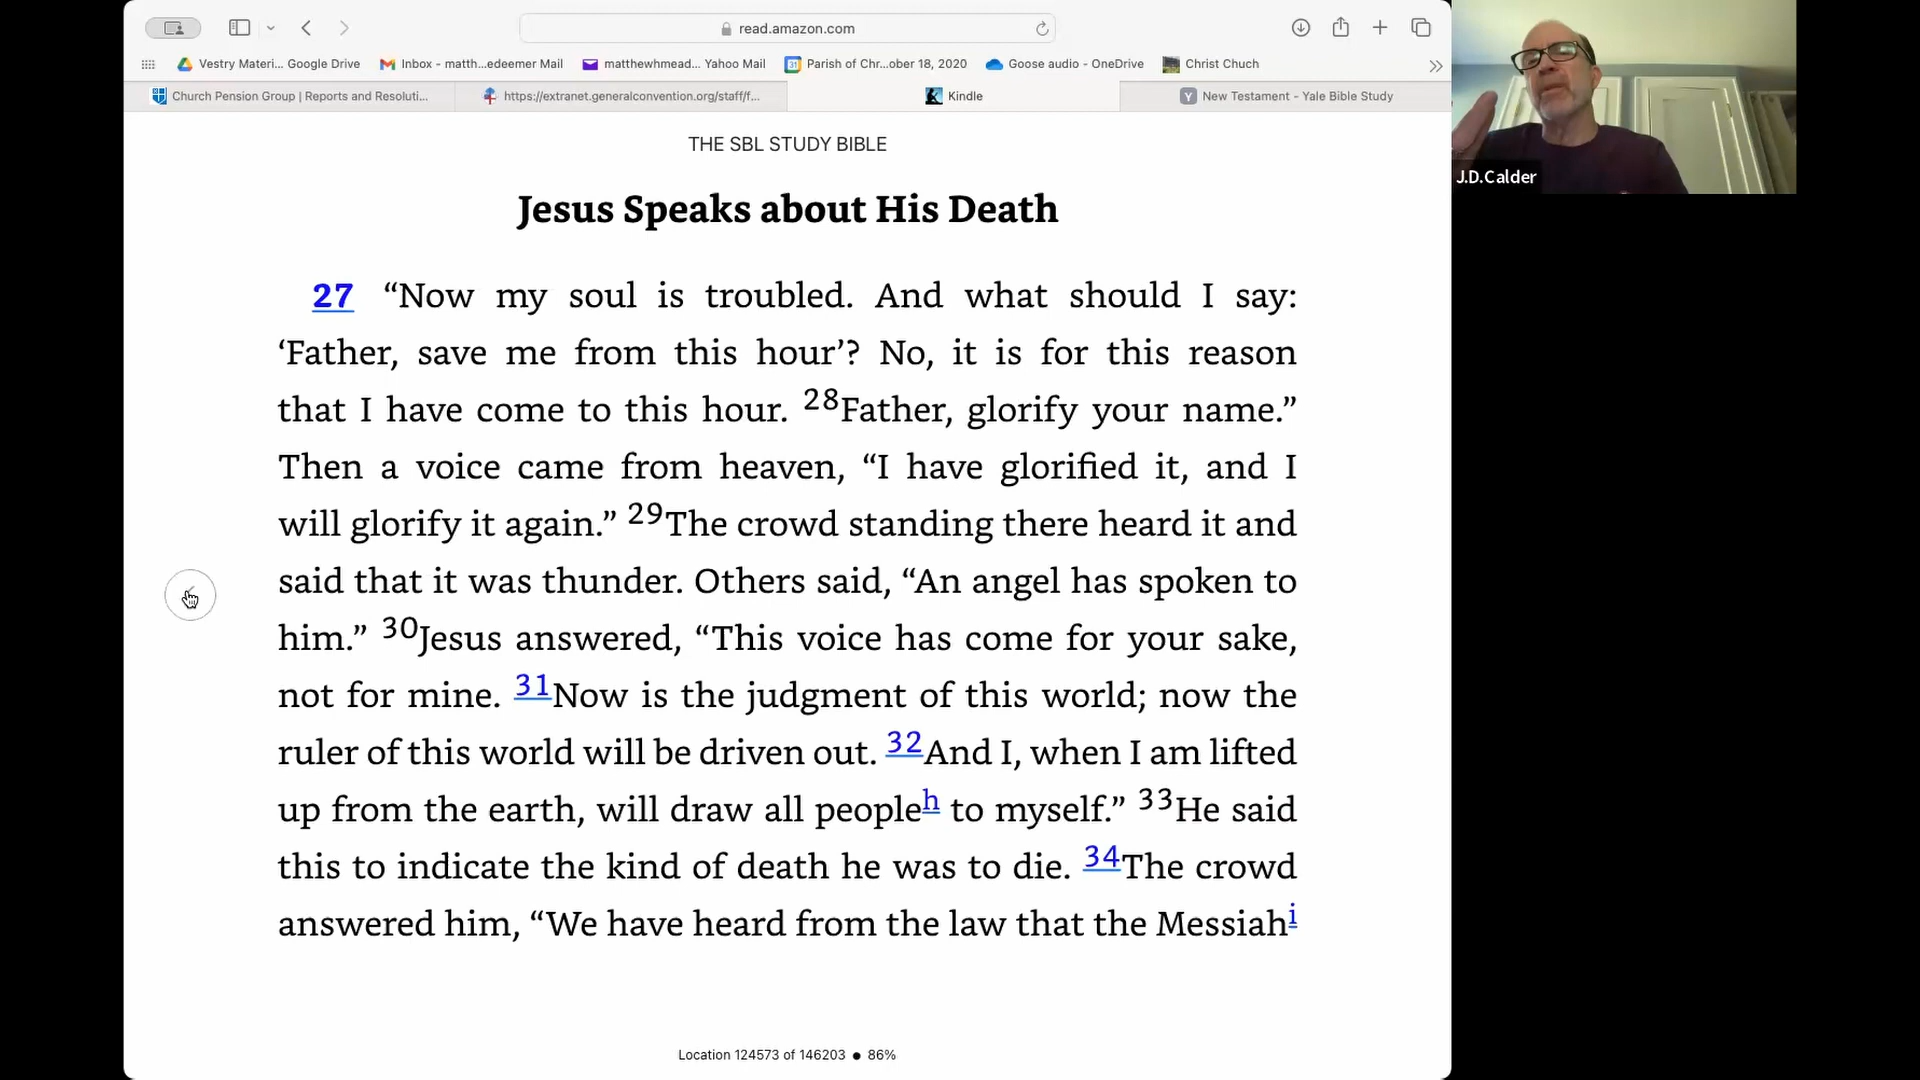 read.amazon.com
Vestry Materi... Google Drive
Inbox - matth...edeemer Mail
matthewhmead... Yahoo Mail
31
Parish of Chr...ober 18, 2020
Goose audio - OneDrive
Christ Chuch
Church Pension Group | Reports and Resoluti...
https://extranet.generalconvention.org/staff/f...
Kindle
Y
New Testament - Yale Bible Study
J.D.Calder
THE SBL STUDY BIBLE
Jesus Speaks about His Death
27 “Now my soul is troubled. And what should I say:
‘Father, save me from this hour’? No, it is for this reason
that I have come to this hour. 28Father, glorify your name.”
Then a voice came from heaven, “I have glorified it, and I
will glorify it again.” 29The crowd standing there heard it and
said that it was thunder. Others said, “An angel has spoken to
him.” 30Jesus answered, “This voice has come for your sake,
not for mine. 31Now is the judgment of this world; now the
ruler of this world will be driven out. 32And I, when I am lifted
up from the earth, will draw all peopleh to myself.” 33He said
this to indicate the kind of death he was to die. 34The crowd
answered him, “We have heard from the law that the Messiahi
Location 124573 of 146203 ● 86%